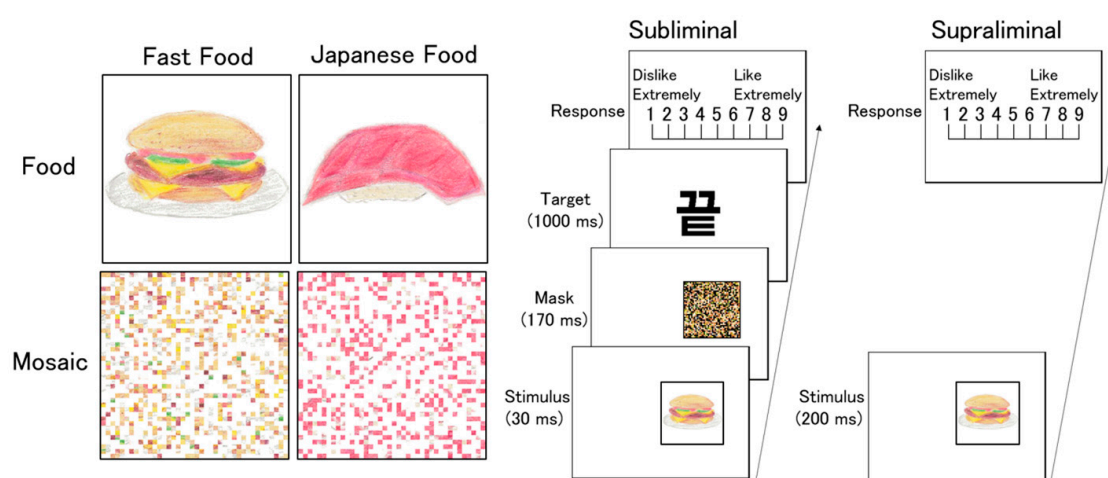 Fast Food
Japanese Food
Food
Mosaic
Subliminal
Dislike
Extremely
Like
Extremely
Response
1 2 3 4 5 6 7 8 9
Target
(1000 ms)
끝
Mask
(170 ms)
Stimulus
(30 ms)
Supraliminal
Dislike
Extremely
Like
Extremely
Response
1 2 3 4 5 6 7 8 9
Stimulus
(200 ms)